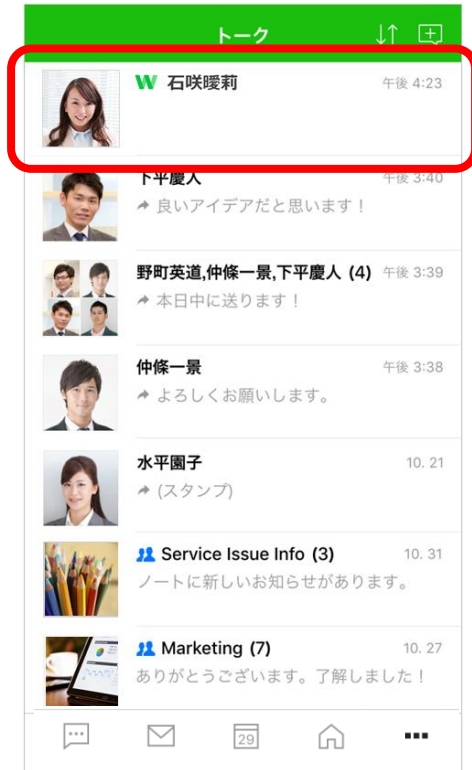 トーク
W 石咲曖莉 午後 4:23
下平慶人 午後 3:40
良いアイデアだと思います！
野町英道,仲條一景,下平慶人 (4) 午後 3:39
本日中に送ります！
仲條一景 午後 3:38
よろしくお願いします。
水平園子 10. 21
(スタンプ)
Service Issue Info (3) 10. 31
ノートに新しいお知らせがあります。
Marketing (7) 10. 27
ありがとうございます。了解しました！
29